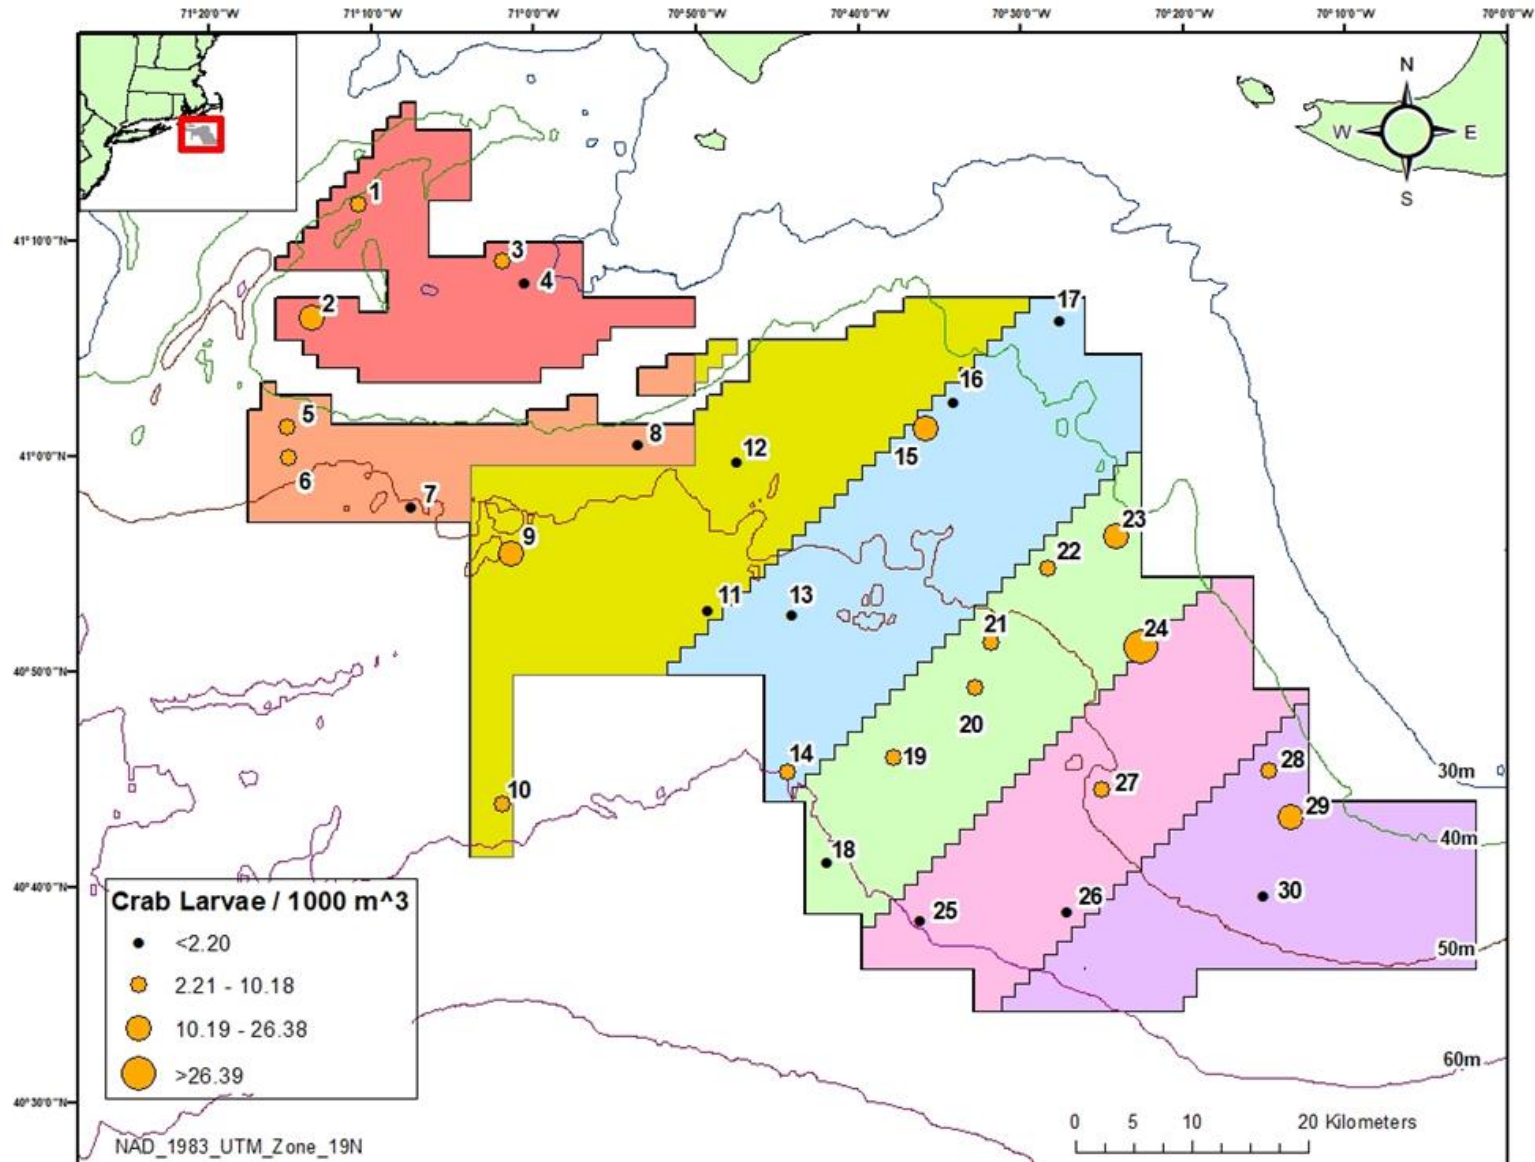 71°20'0"W 71°10'0"W 71°0'0"W 70°50'0"W 70°40'0"W 70°30'0"W 70°20'0"W 70°10'0"W 70°0'0"W
N
W E
S
1
41°10'0"N
3
4
2
17
16
5
15
8
41°0'0"N
12
6
7
23
9
22
11
13
21
24
40°50'0"N
20
14
19
28
27
30m
10
29
40m
18
40°40'0"N
26
30
25
50m
60m
Crab Larvae / 1000 m^3
<2.20
2.21 - 10.18
10.19 - 26.38
>26.39
40°30'0"N
0 5 10 20 Kilometers
NAD_1983_UTM_Zone_19N